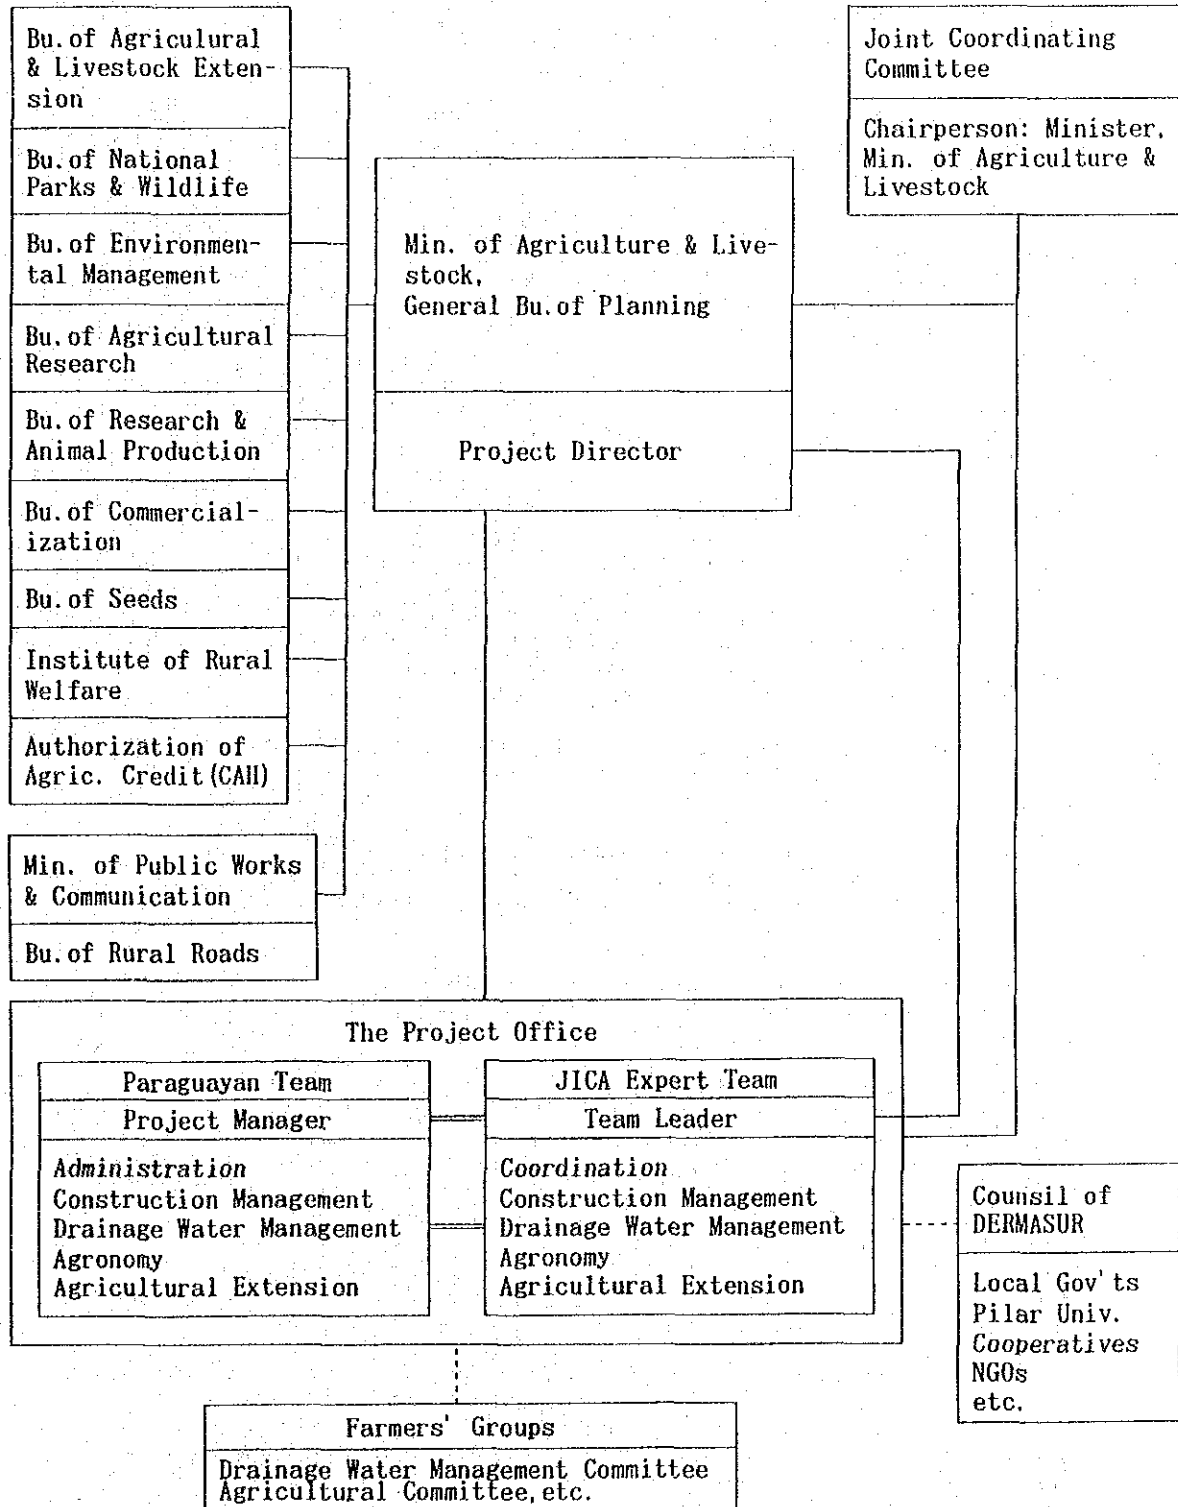 Bu. of Agriculural
& Livestock Exten-
sion
Bu. of National
Parks & Wildlife
Bu. of Environmen-
tal Management
Bu. of Agricultural
Research
Bu. of Research &
Animal Production
Bu. of Commercial-
ization
Bu. of Seeds
Institute of Rural
Welfare
Authorization of
Agric. Credit (CAH)
Min. of Public Works
& Communication
Bu. of Rural Roads
Min. of Agriculture & Live-
stock,
General Bu. of Planning
Project Director
Joint Coordinating
Committee
Chairperson: Minister,
Min. of Agriculture &
Livestock
The Project Office
Paraguayan Team
Project Manager
Administration
Construction Management
Drainage Water Management
Agronomy
Agricultural Extension
JICA Expert Team
Team Leader
Coordination
Construction Management
Drainage Water Management
Agronomy
Agricultural Extension
Counsil of
DERMASUR
Local Gov'ts
Pilar Univ.
Cooperatives
NGOs
etc.
Farmers' Groups
Drainage Water Management Committee
Agricultural Committee, etc.